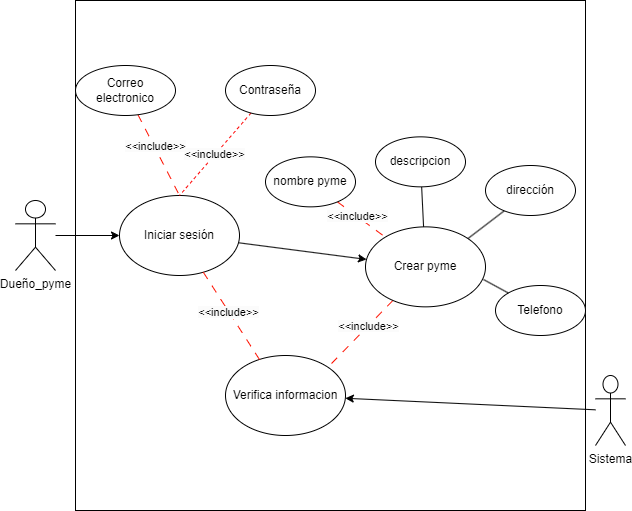 Correo
electronico
Contraseña
<<include>>
<<include>>
descripcion
nombre pyme
dirección
<<include>>
Iniciar sesión
Dueño_pyme
Crear pyme
Telefono
<<include>>
<<include>>
Verifica informacion
Sistema